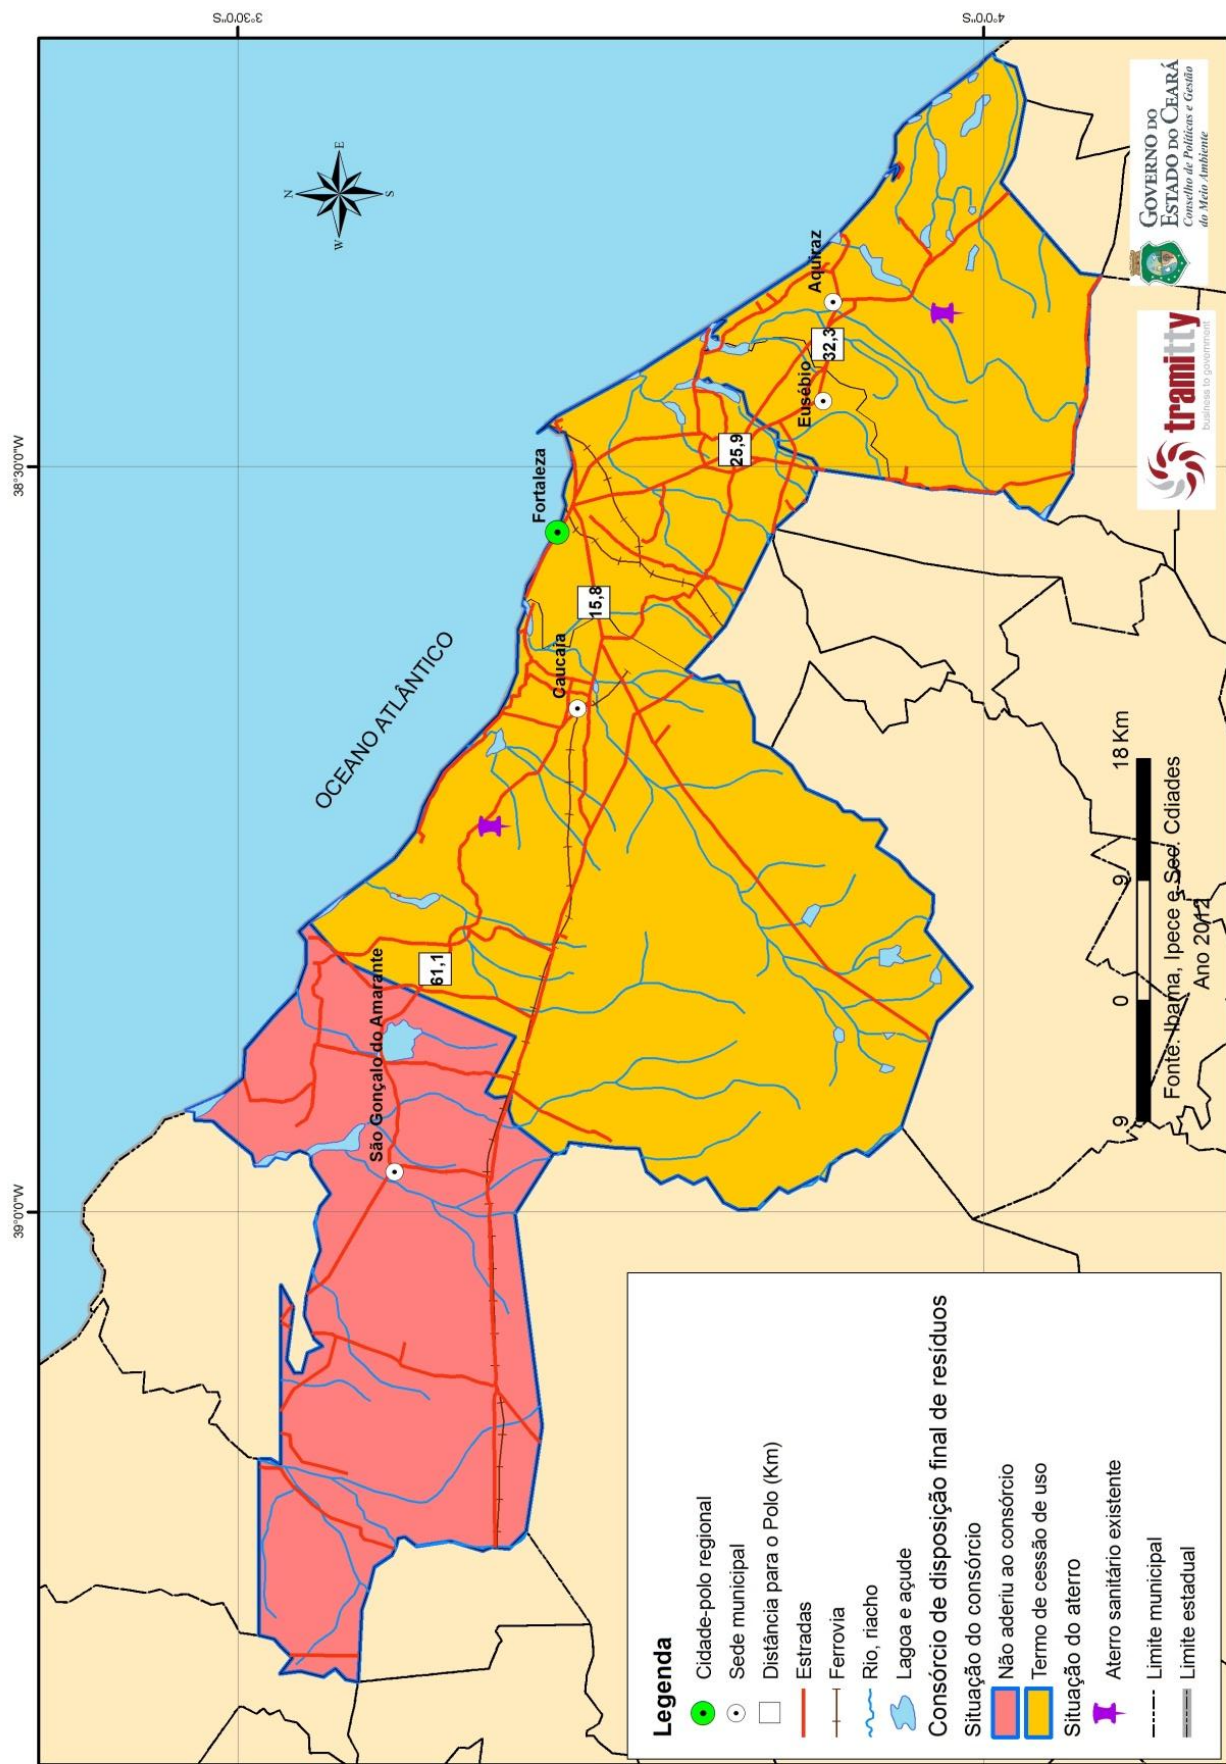 39°0'0"W
38°30'0"W
3°30'0"S
4°0'0"S
N
W
E
S
OCEANO ATLÂNTICO
São Gonçalo do Amarante
61,1
Caucaia
15,8
Fortaleza
25,9
Eusébio
32,3
Aquiraz
Legenda
Cidade-polo regional
Sede municipal
Distância para o Polo (Km)
Estradas
Ferrovia
Rio, riacho
Lagoa e açude
Consórcio de disposição final de resíduos
Situação do consórcio
Não aderiu ao consórcio
Termo de cessão de uso
Situação do aterro
Aterro sanitário existente
Limite municipal
Limite estadual
9 0 9 18 Km
Fonte: Ibama, Ipece e Sec. Cdiades
Ano 20/12
tramitty
business to government
GOVERNO DO
ESTADO DO CEARÁ
Conselho de Políticas e Gestão
do Meio Ambiente